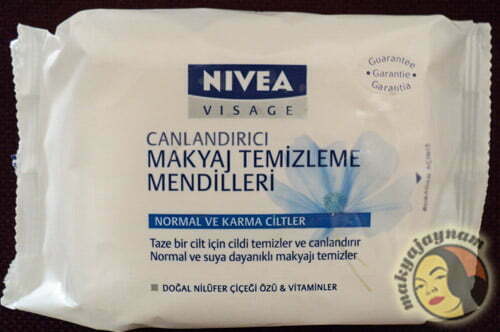 NIVEA
VISAGE
Guarantee
• Garantie •
Garantia
CANLANDIRICI
MAKYAJ TEMİZLEME
MENDİLLERİ
NORMAL VE KARMA CİLTLER
Taze bir cilt için cildi temizler ve canlandırır
Normal ve suya dayanıklı makyajı temizler
DOĞAL NİLÜFER ÇİÇEĞİ ÖZÜ & VİTAMİNLER
makyajaynam